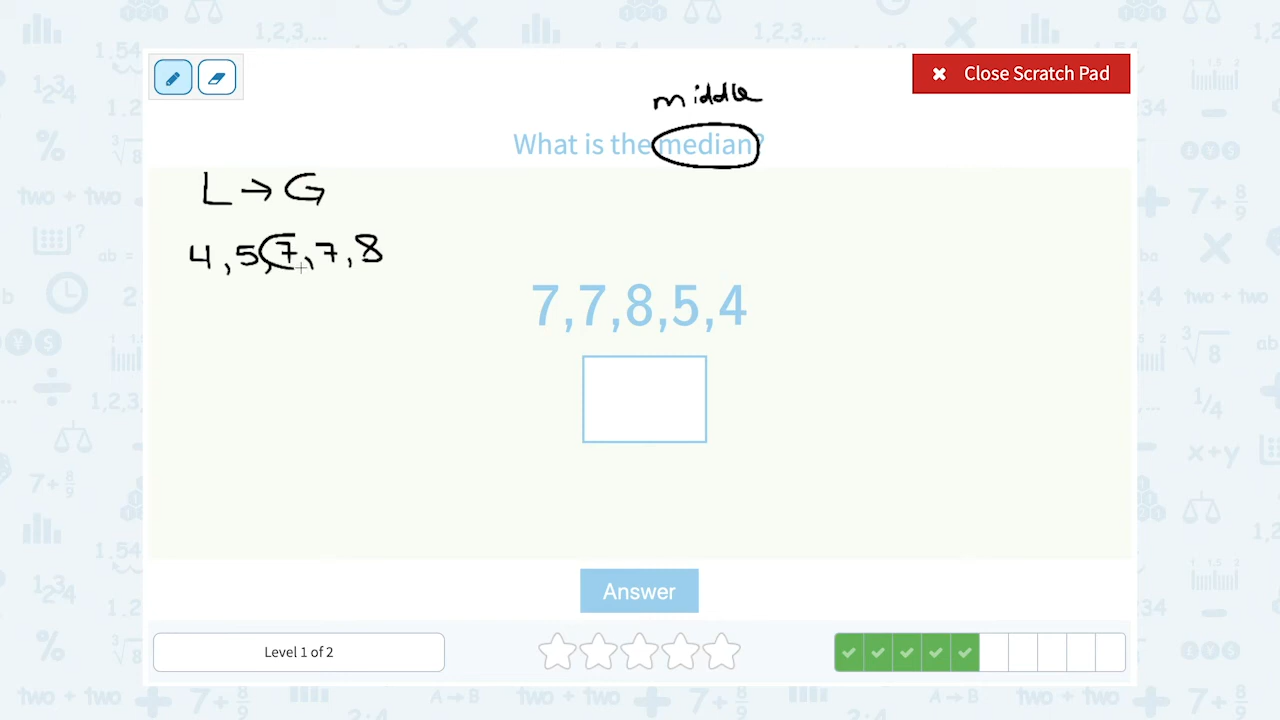 Close Scratch Pad
middle
What is the median?
L → G
4, 5, 7, 7, 8
7,7,8,5,4
Answer
Level 1 of 2